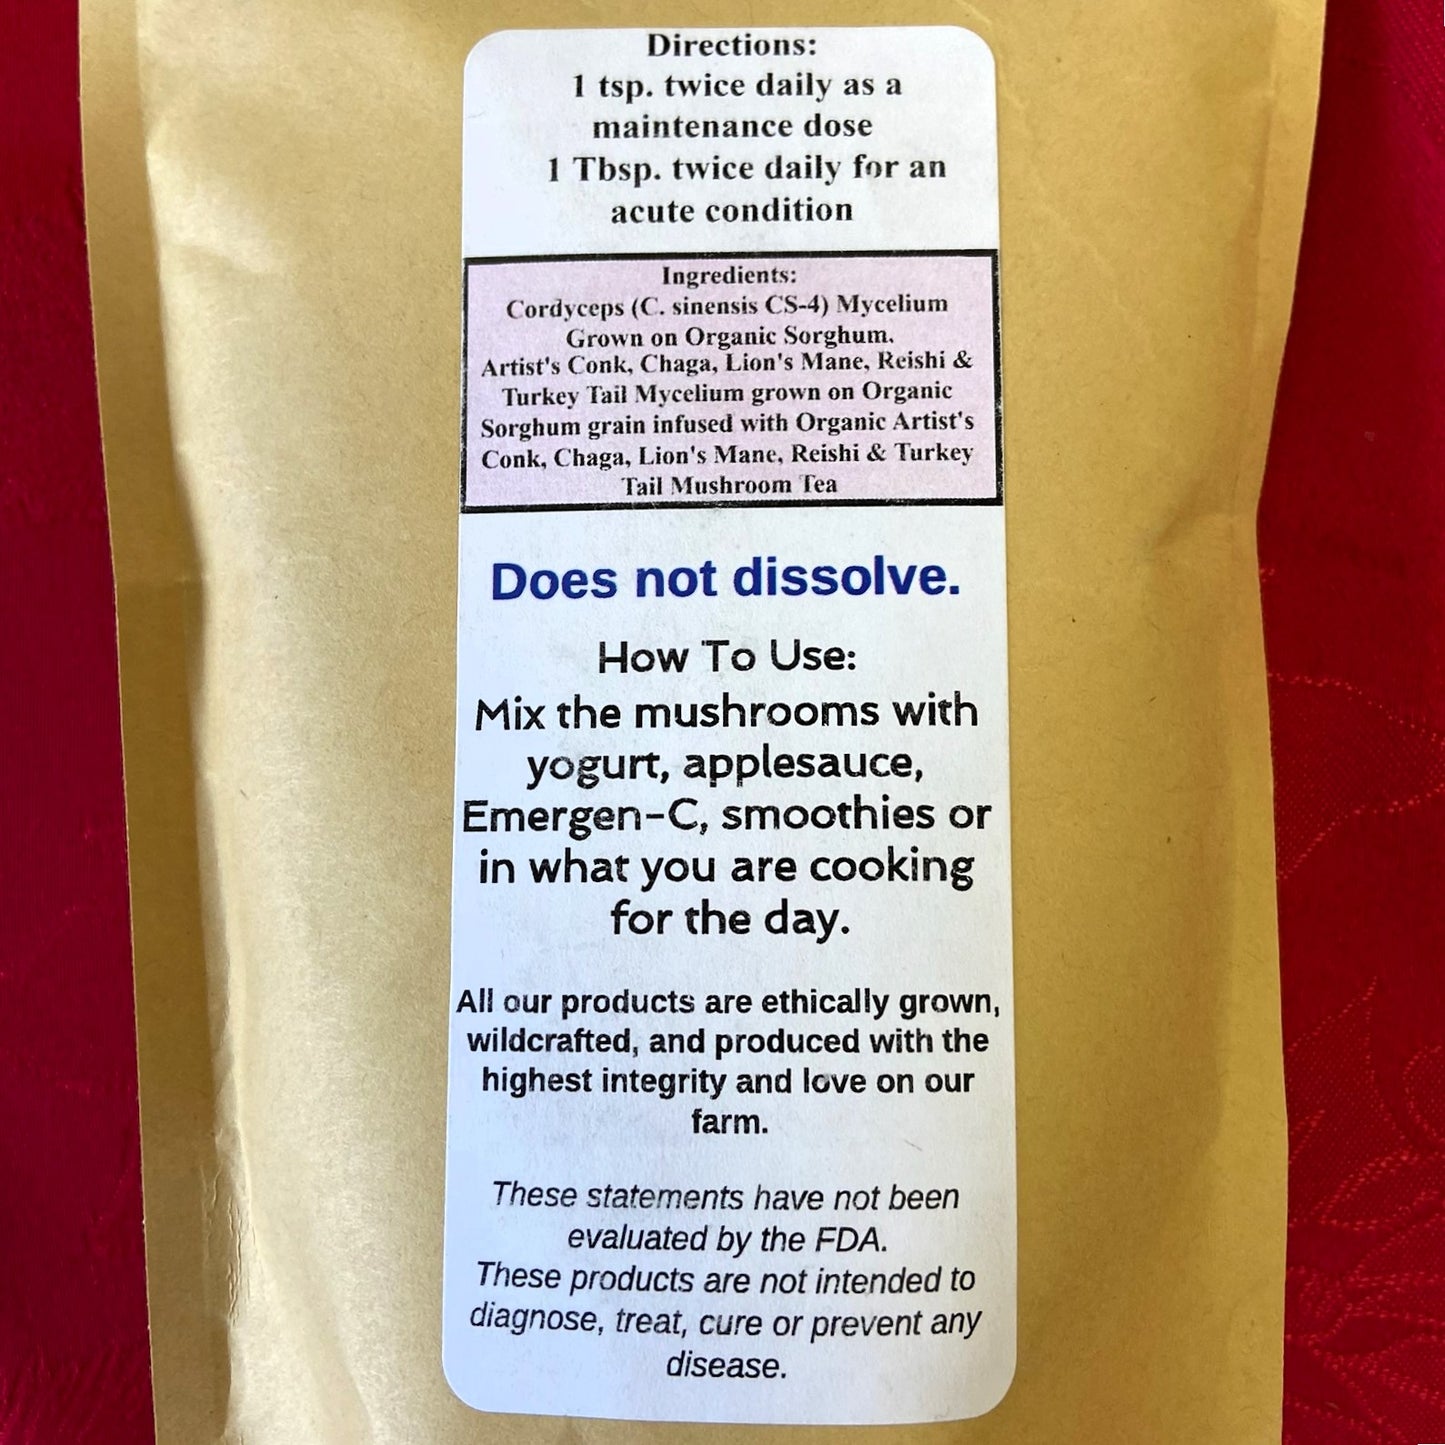 Directions:
1 tsp. twice daily as a
maintenance dose
1 Tbsp. twice daily for an
acute condition
Ingredients:
Cordyceps (C. sinensis CS-4) Mycelium
Grown on Organic Sorghum.
Artist's Conk, Chaga, Lion's Mane, Reishi &
Turkey Tail Mycelium grown on Organic
Sorghum grain infused with Organic Artist's
Conk, Chaga, Lion's Mane, Reishi & Turkey
Tail Mushroom Tea
Does not dissolve.
How To Use:
Mix the mushrooms with
yogurt, applesauce,
Emergen-C, smoothies or
in what you are cooking
for the day.
All our products are ethically grown,
wildcrafted, and produced with the
highest integrity and love on our
farm.
These statements have not been
evaluated by the FDA.
These products are not intended to
diagnose, treat, cure or prevent any
disease.